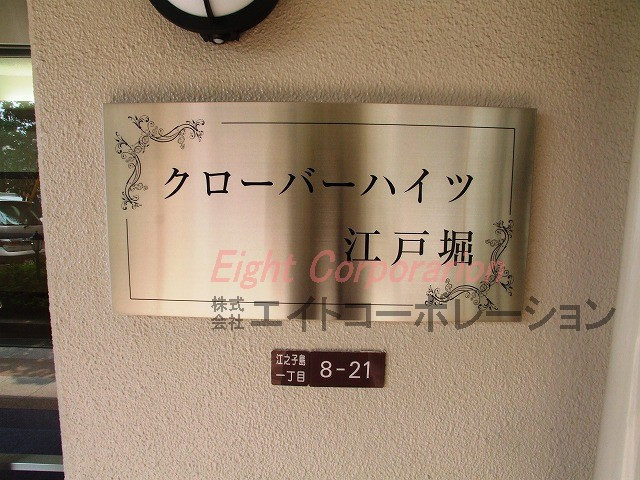 クローバーハイツ
江戸堀
Eight Corporation
株式
会社 エイトコーポレーション
江之子島
一丁目 8-21